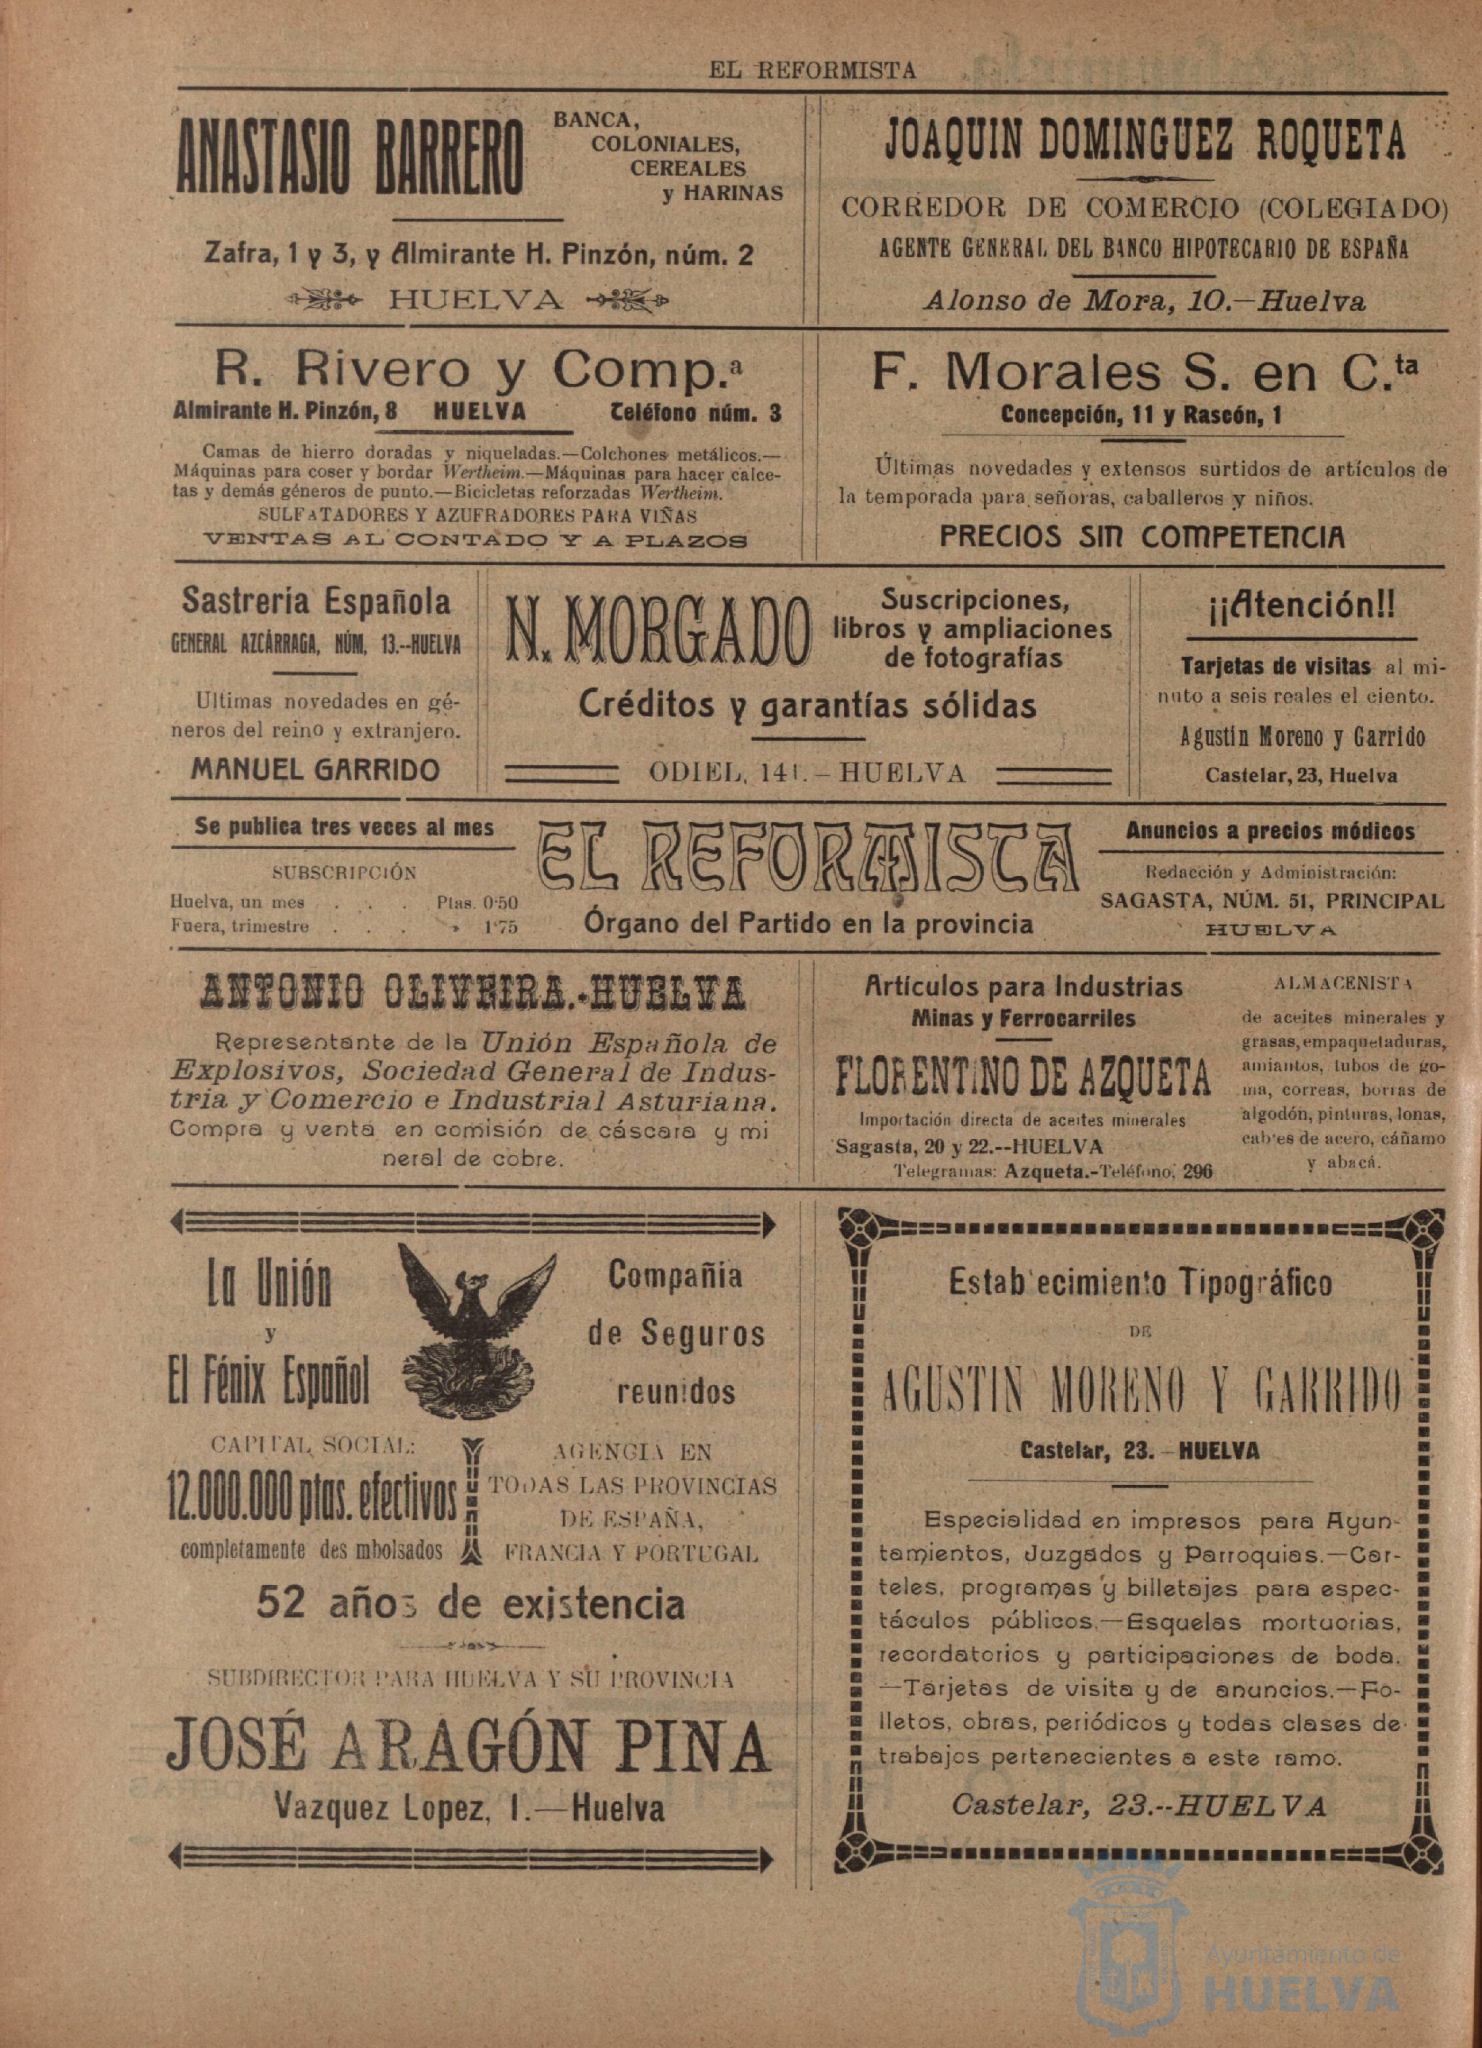 EL REFORMISTA
ANASTASIO BARRERO
BANCA,
COLONIALES,
CEREALES
y HARINAS
Zafra, 1 y 3, y Almirante H. Pinzón, núm. 2
HUELVA
JOAQUIN DOMINGUEZ ROQUETA
CORREDOR DE COMERCIO (COLEGIADO)
AGENTE GENERAL DEL BANCO HIPOTECARIO DE ESPAÑA
Alonso de Mora, 10.—Huelva
R. Rivero y Comp.ª
Almirante H. Pinzón, 8 HUELVA Teléfono núm. 3
Camas de hierro doradas y niqueladas.—Colchones metálicos.—
Máquinas para coser y bordar Wertheim.—Máquinas para hacer calce-
tas y demás géneros de punto.—Bicicletas reforzadas Wertheim.
SULFATADORES Y AZUFRADORES PARA VIÑAS
VENTAS AL CONTADO Y A PLAZOS
F. Morales S. en C.ta
Concepción, 11 y Rascón, 1
Últimas novedades y extensos surtidos de artículos de
la temporada para señoras, caballeros y niños.
PRECIOS SIN COMPETENCIA
Sastrería Española
GENERAL AZCÁRRAGA, NÚM, 13.--HUELVA
Ultimas novedades en gé-
neros del reino y extranjero.
MANUEL GARRIDO
N. MORGADO
Suscripciones,
libros y ampliaciones
de fotografías
Créditos y garantías sólidas
ODIEL, 141.—HUELVA
¡¡Atención!!
Tarjetas de visitas al mi-
nuto a seis reales el ciento.
Agustin Moreno y Garrido
Castelar, 23, Huelva
Se publica tres veces al mes
SUBSCRIPCIÓN
Huelva, un mes . . . Ptas. 0'50
Fuera, trimestre . . . » 1'75
EL REFORMISTA
Órgano del Partido en la provincia
Anuncios a precios módicos
Redacción y Administración:
SAGASTA, NÚM. 51, PRINCIPAL
HUELVA
ANTONIO OLIVEIRA.-HUELVA
Representante de la Unión Española de
Explosivos, Sociedad General de Indus-
tria y Comercio e Industrial Asturiana.
Compra y venta en comisión de cáscara y mi
neral de cobre.
Artículos para Industrias
Minas y Ferrocarriles
FLORENTINO DE AZQUETA
Importación directa de aceites minerales
Sagasta, 20 y 22.--HUELVA
Telegramas: Azqueta.-Teléfono, 296
ALMACENISTA
de aceites minerales y
grasas, empaquetaduras,
amiantos, tubos de go-
ma, correas, borras de
algodón, pinturas, lonas,
cables de acero, cáñamo
y abacá.
La Unión
y
El Fénix Español
Compañia
de Seguros
reunidos
CAPITAL SOCIAL:
12.000.000 ptas. efectivos
completamente des mbolsados
AGENCIA EN
TODAS LAS PROVINCIAS
DE ESPAÑA,
FRANCIA Y PORTUGAL
52 años de existencia
SUBDIRECTOR PARA HUELVA Y SU PROVINCIA
JOSÉ ARAGÓN PINA
Vazquez Lopez, 1.—Huelva
Establecimiento Tipográfico
DE
AGUSTIN MORENO Y GARRIDO
Castelar, 23.—HUELVA
Especialidad en impresos para Ayun-
tamientos, Juzgados y Parroquias.—Car-
teles, programas y billetajes para espec-
táculos públicos.—Esquelas mortuorias,
recordatorios y participaciones de boda.
—Tarjetas de visita y de anuncios.—Fo-
lletos, obras, periódicos y todas clases de
trabajos pertenecientes a este ramo.
Castelar, 23.--HUELVA
Ayuntamiento de
HUELVA